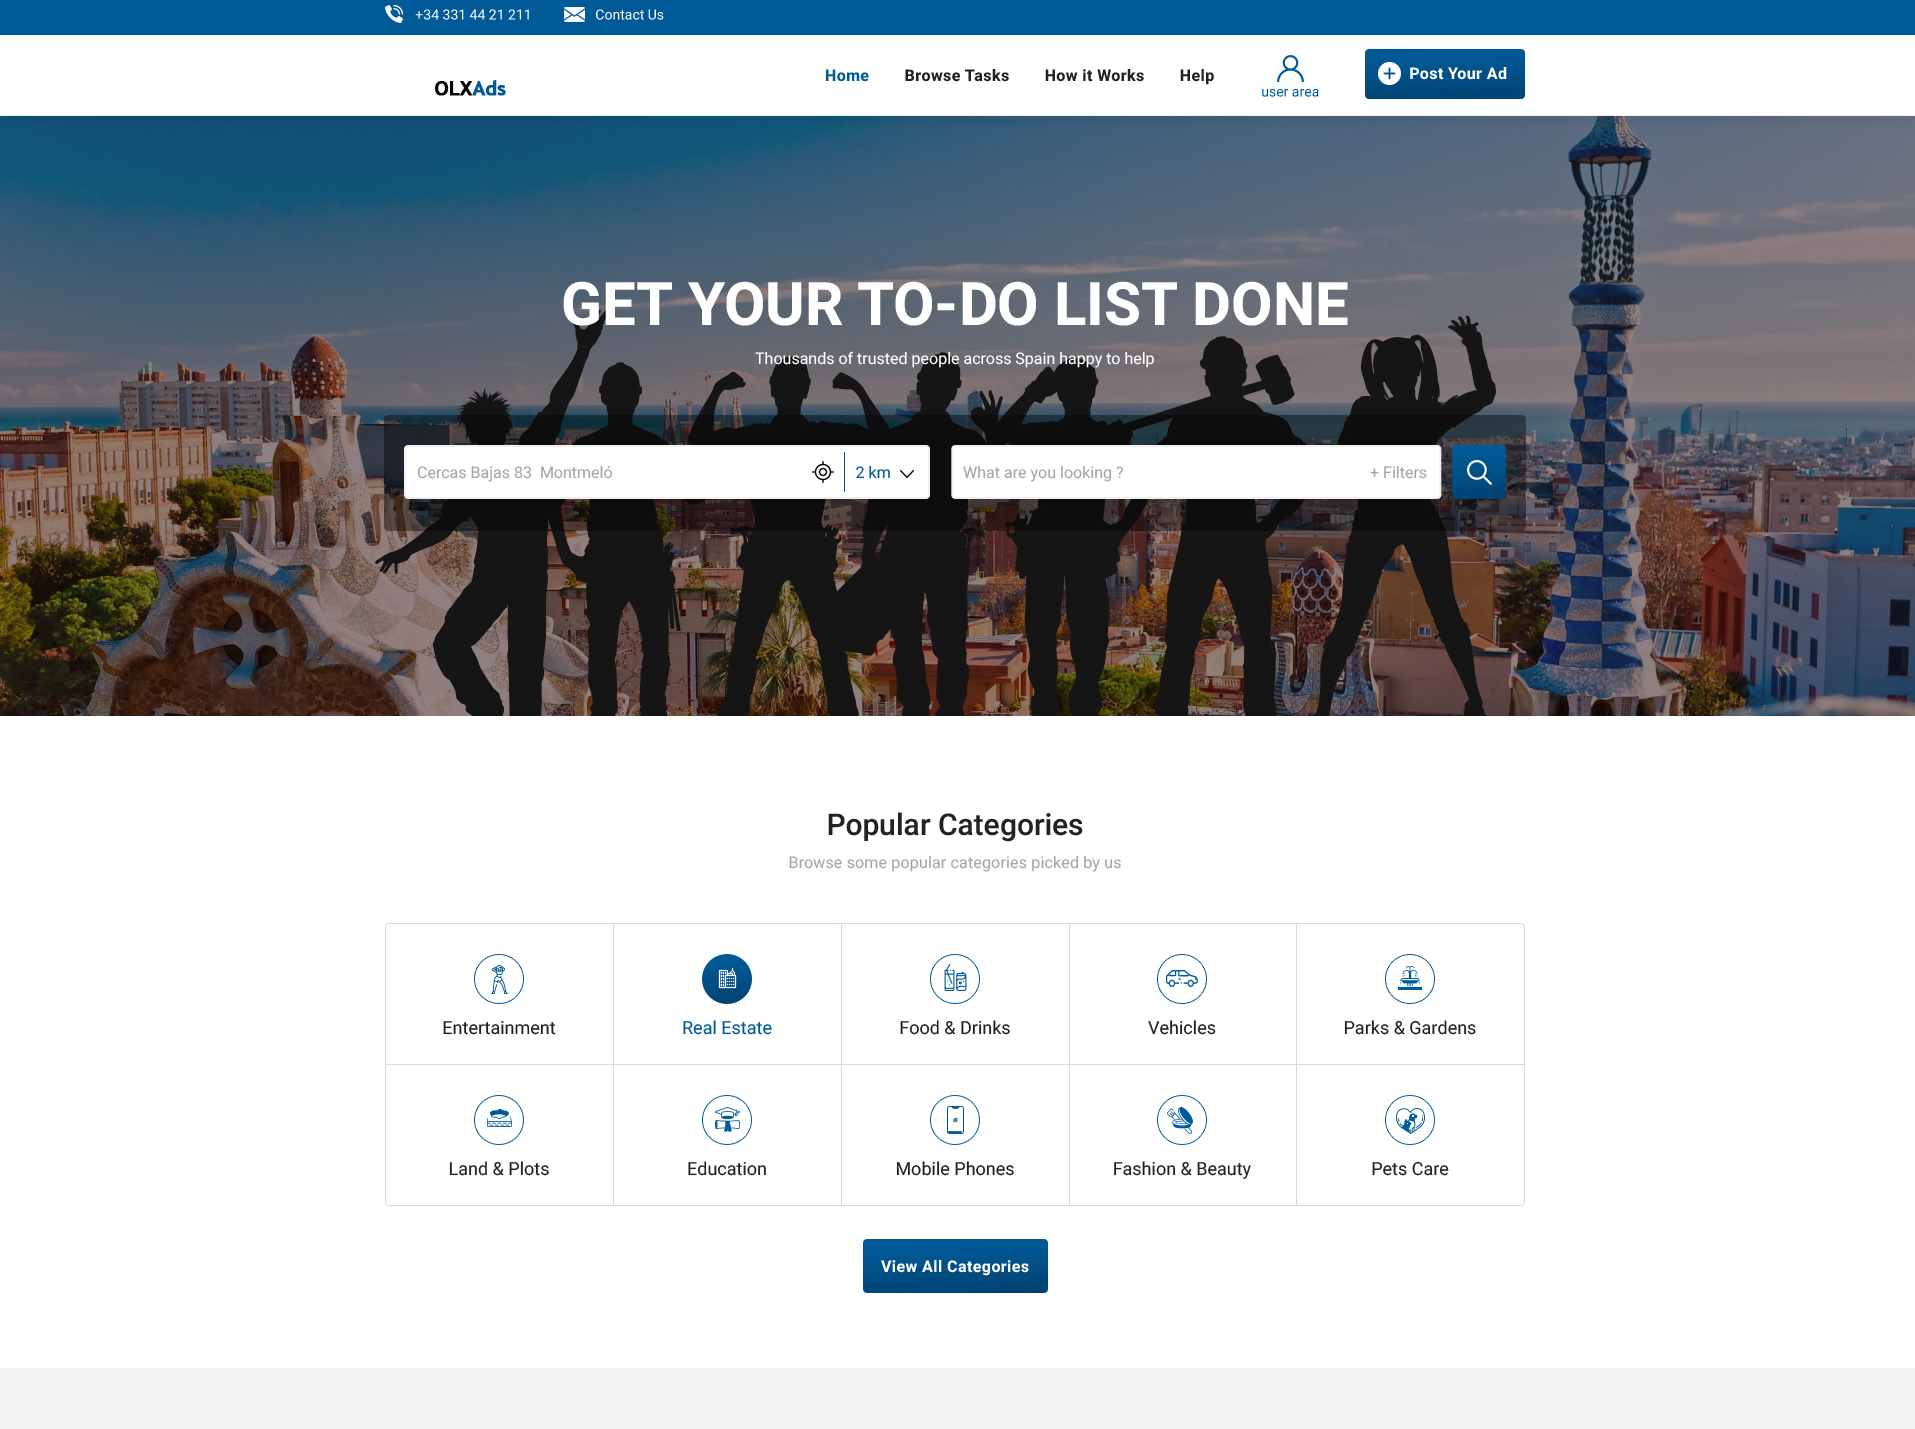 +34 331 44 21 211 Contact Us
OLXAds Home Browse Tasks How it Works Help user area Post Your Ad
GET YOUR TO-DO LIST DONE
Thousands of trusted people across Spain happy to help
Cercas Bajas 83 Montmeló 2 km What are you looking ? + Filters
Popular Categories
Browse some popular categories picked by us
Entertainment Real Estate Food & Drinks Vehicles Parks & Gardens
Land & Plots Education Mobile Phones Fashion & Beauty Pets Care
View All Categories